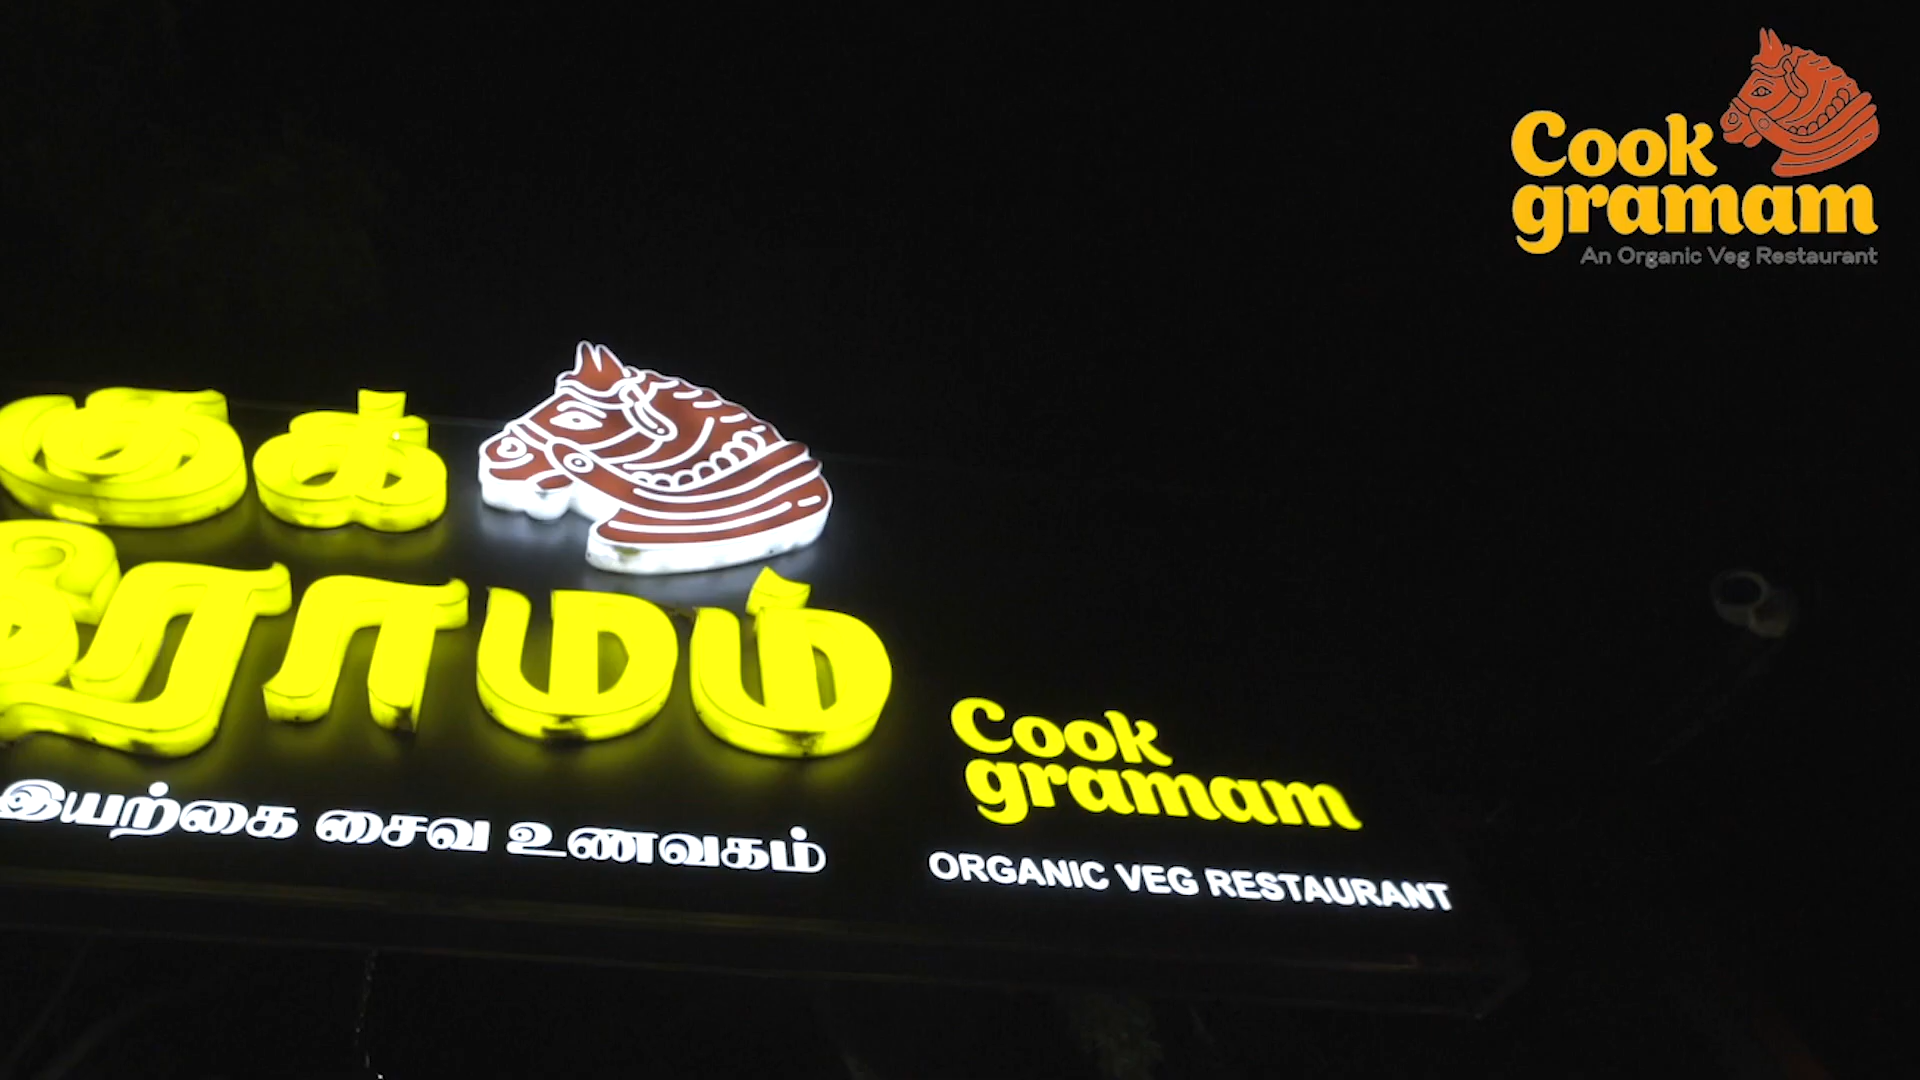 Cook
gramam
An Organic Veg Restaurant
குக்
கிராமம்
இயற்கை சைவ உணவகம்
Cook
gramam
ORGANIC VEG RESTAURANT